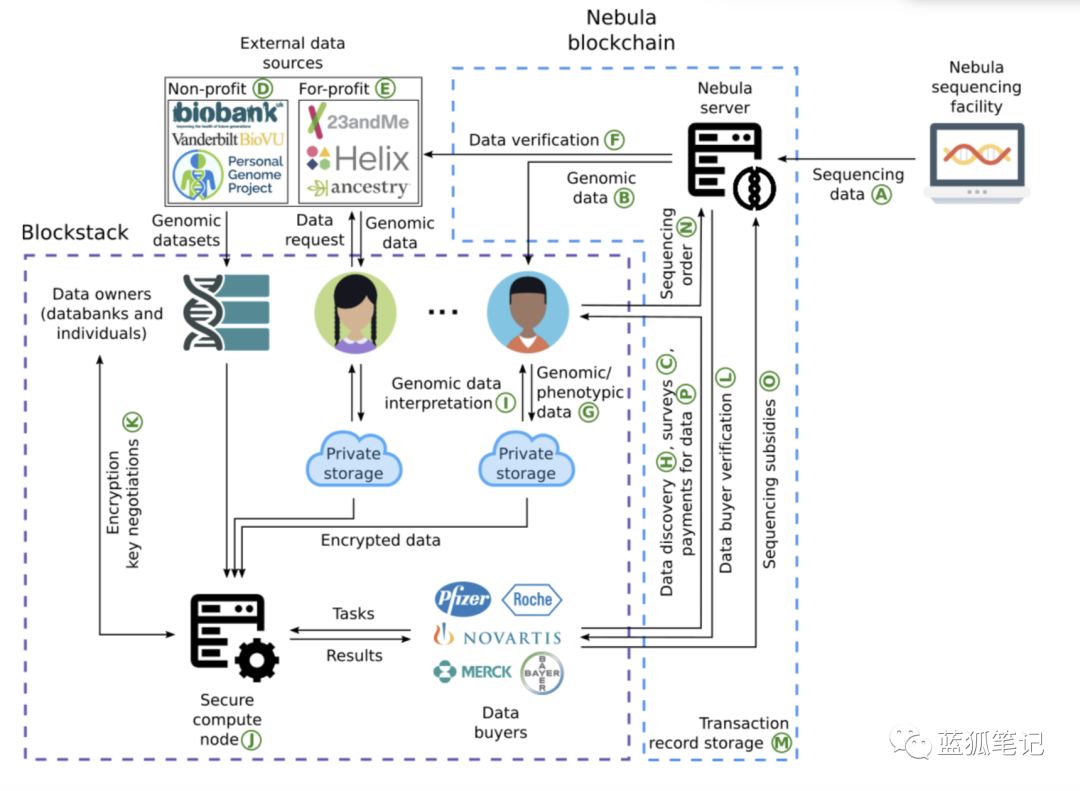 Nebula
blockchain
External data
sources
Non-profit D
For-profit E
biobank uk
Vanderbilt BioVU
Personal
Genome
Project
23andMe
Helix
ancestry
Nebula
server
Nebula
sequencing
facility
Data verification F
Genomic
data B
Sequencing
data A
Sequencing
order N
Genomic
datasets
Data
request
Genomic
data
Blockstack
Data owners
(databanks and
individuals)
Genomic data
interpretation I
Genomic/
phenotypic
data G
Private
storage
Private
storage
Encryption
key negotiations K
Encrypted data
Data discovery H, surveys C,
payments for data P
Data buyer verification L
Sequencing subsidies O
Tasks
Results
Pfizer
Roche
NOVARTIS
MERCK
BAYER
BAYER
Secure
compute
node J
Data
buyers
Transaction
record storage M
蓝狐笔记